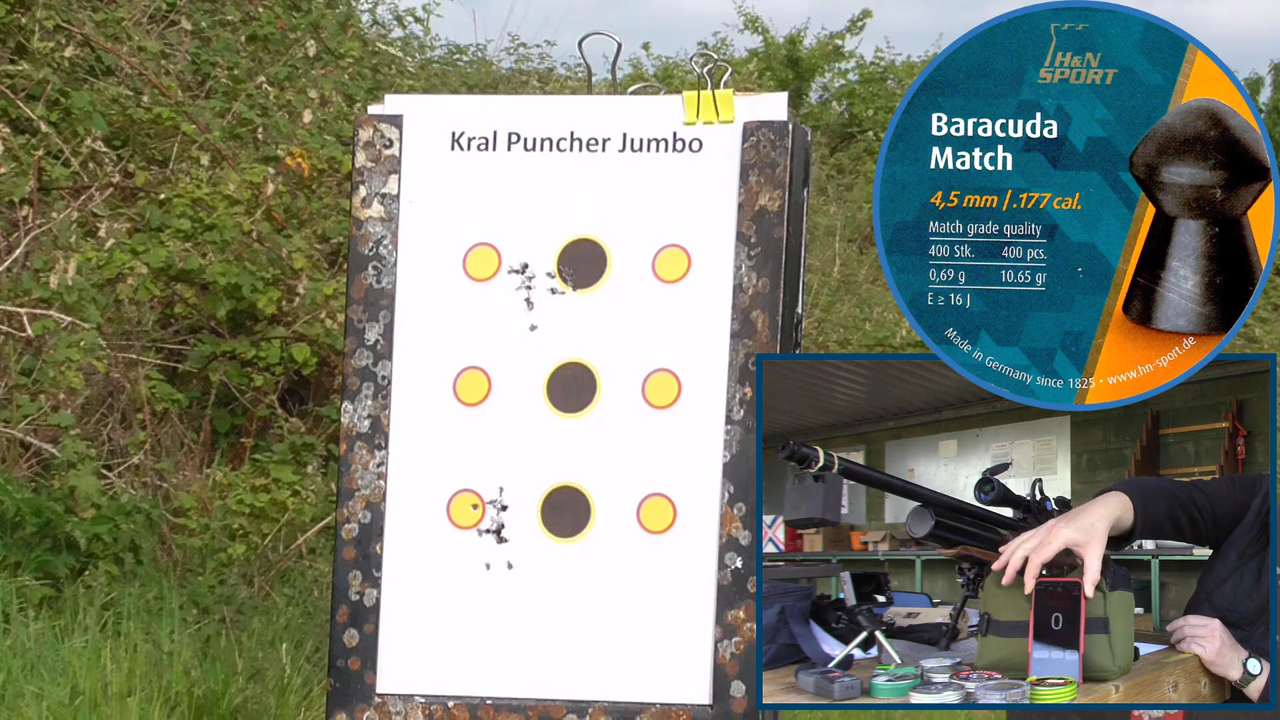 Kral Puncher Jumbo
H&N
SPORT
Baracuda
Match
4,5 mm | .177 cal.
Match grade quality
400 Stk. 400 pcs.
0,69 g 10.65 gr
E ≥ 16 J
Made in Germany since 1825 • www.hn-sport.de
0